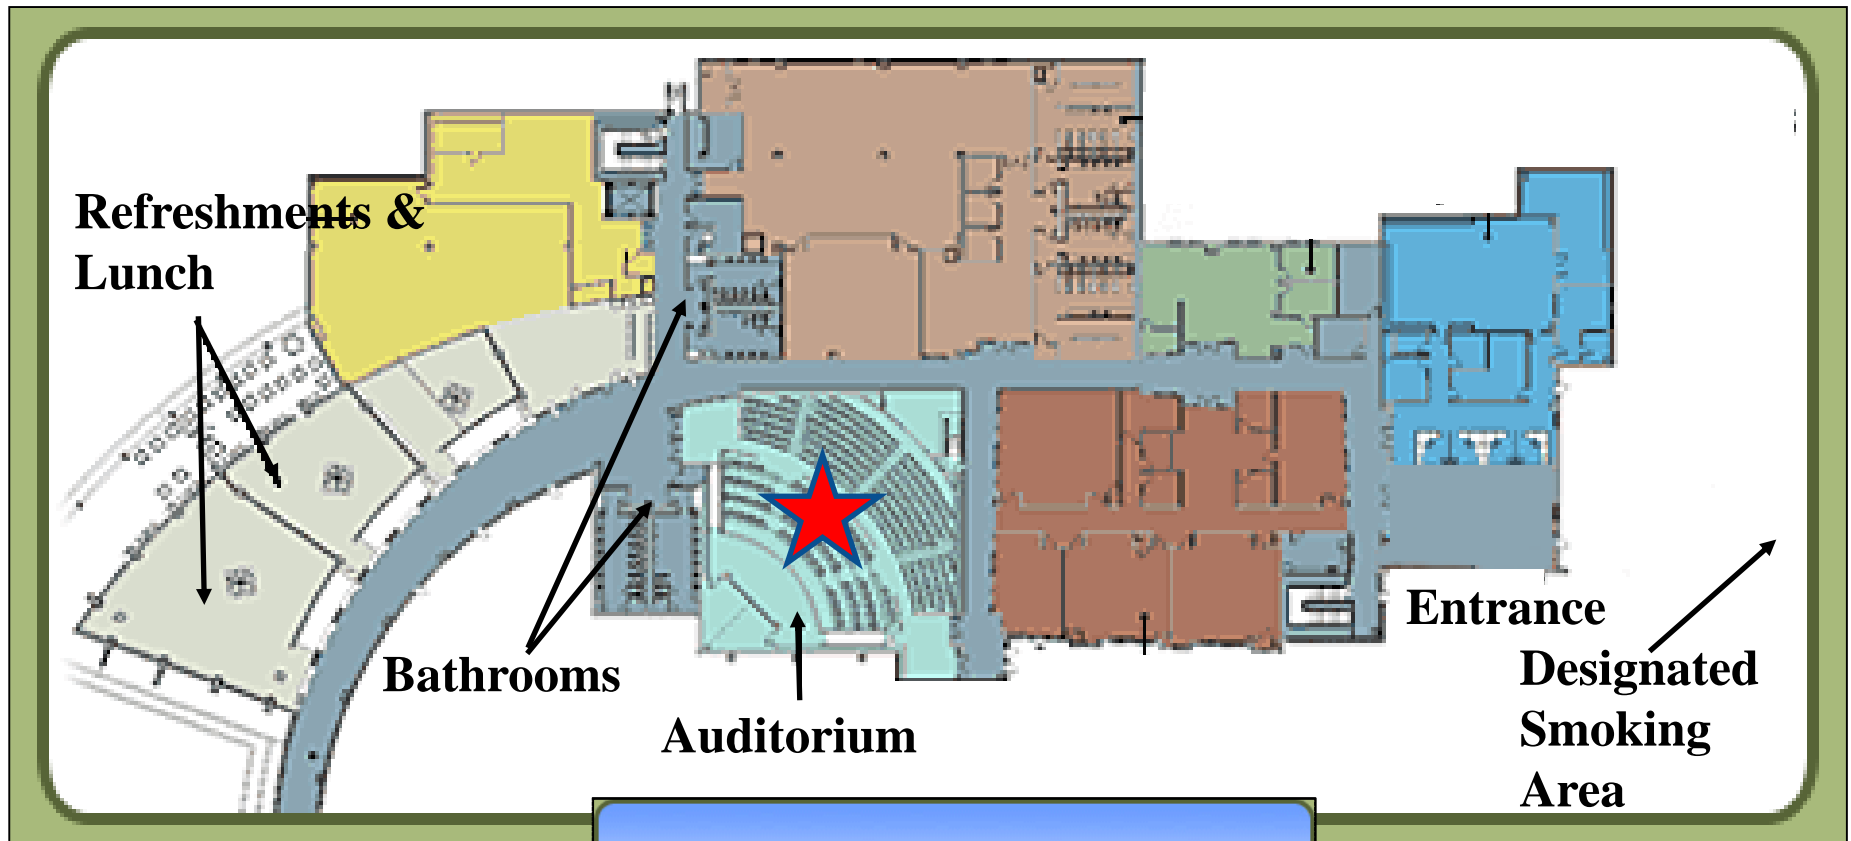 Refreshments &
Lunch
Bathrooms
Auditorium
Entrance
Designated
Smoking
Area